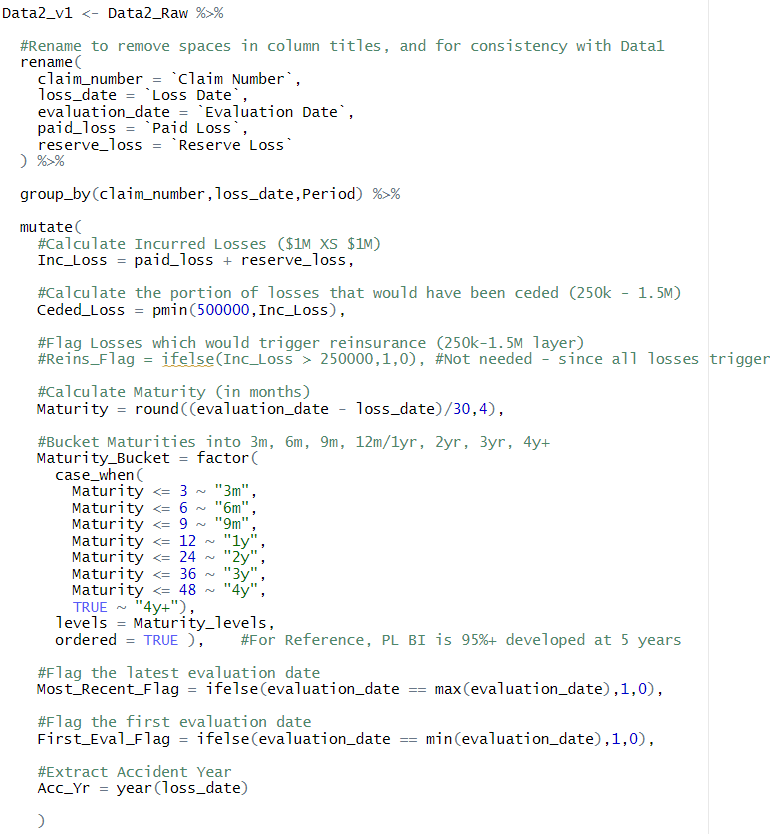 Data2_v1 <- Data2_Raw %>%
#Rename to remove spaces in column titles, and for consistency with Data1
rename(
claim_number = `Claim Number`,
loss_date = `Loss Date`,
evaluation_date = `Evaluation Date`,
paid_loss = `Paid Loss`,
reserve_loss = `Reserve Loss`
) %>%
group_by(claim_number,loss_date,Period) %>%
mutate(
#Calculate Incurred Losses ($1M XS $1M)
Inc_Loss = paid_loss + reserve_loss,
#Calculate the portion of losses that would have been ceded (250k - 1.5M)
Ceded_Loss = pmin(500000,Inc_Loss),
#Flag Losses which would trigger reinsurance (250k-1.5M layer)
#Reins_Flag = ifelse(Inc_Loss > 250000,1,0), #Not needed - since all losses trigger
#Calculate Maturity (in months)
Maturity = round((evaluation_date - loss_date)/30,4),
#Bucket Maturities into 3m, 6m, 9m, 12m/1yr, 2yr, 3yr, 4y+
Maturity_Bucket = factor(
case_when(
Maturity <= 3 ~ "3m",
Maturity <= 6 ~ "6m",
Maturity <= 9 ~ "9m",
Maturity <= 12 ~ "1y",
Maturity <= 24 ~ "2y",
Maturity <= 36 ~ "3y",
Maturity <= 48 ~ "4y",
TRUE ~ "4y+"),
levels = Maturity_levels,
ordered = TRUE ), #For Reference, PL BI is 95%+ developed at 5 years
#Flag the latest evaluation date
Most_Recent_Flag = ifelse(evaluation_date == max(evaluation_date),1,0),
#Flag the first evaluation date
First_Eval_Flag = ifelse(evaluation_date == min(evaluation_date),1,0),
#Extract Accident Year
Acc_Yr = year(loss_date)
)